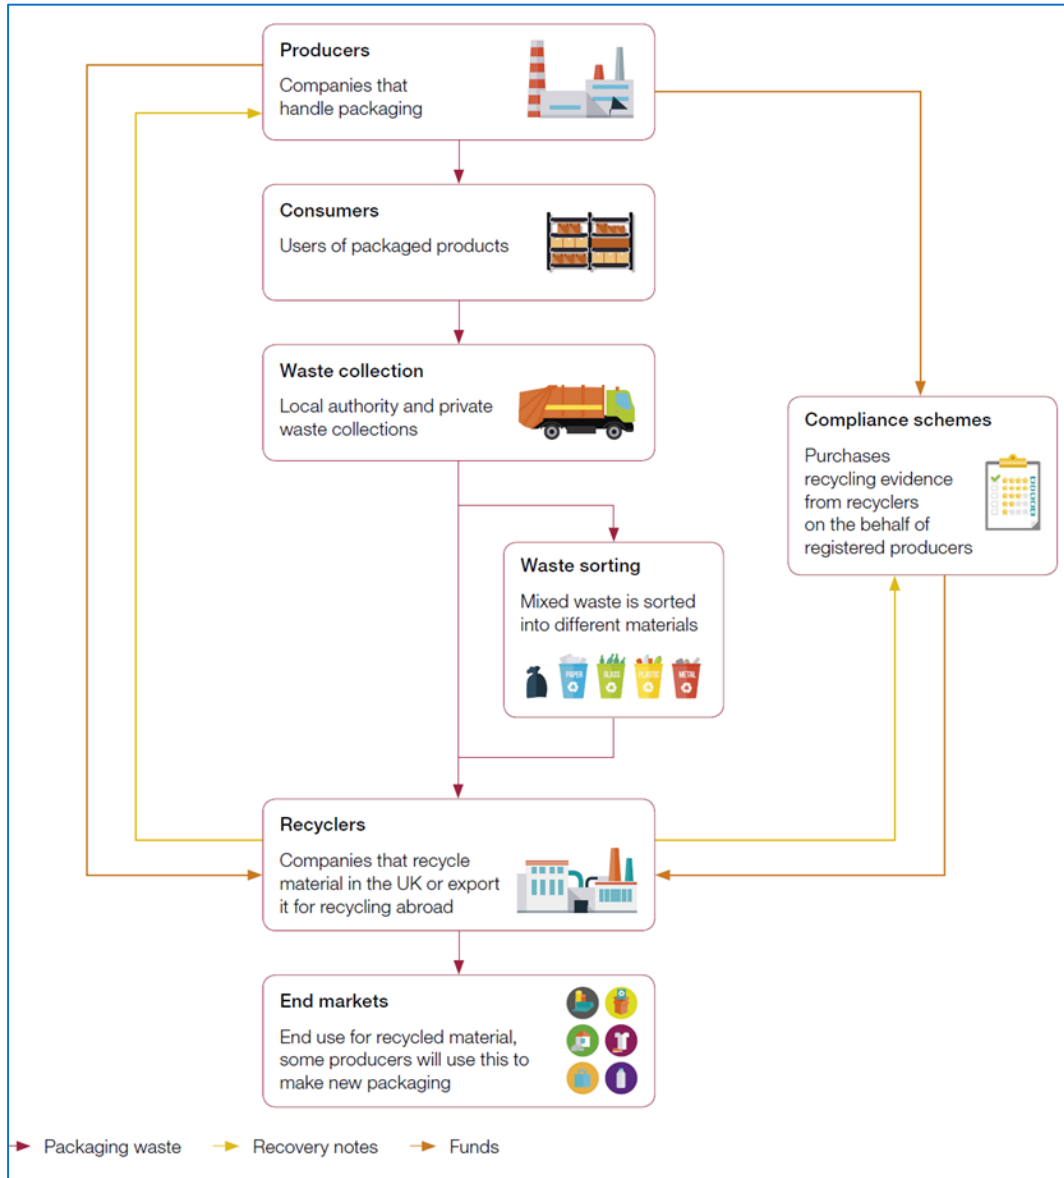 Producers
Companies that
handle packaging
Consumers
Users of packaged products
Waste collection
Local authority and private
waste collections
Compliance schemes
Purchases
recycling evidence
from recyclers
on the behalf of
registered producers
Waste sorting
Mixed waste is sorted
into different materials
PAPER
GLASS
PLASTIC
METAL
Recyclers
Companies that recycle
material in the UK or export
it for recycling abroad
End markets
End use for recycled material,
some producers will use this to
make new packaging
Packaging waste
Recovery notes
Funds